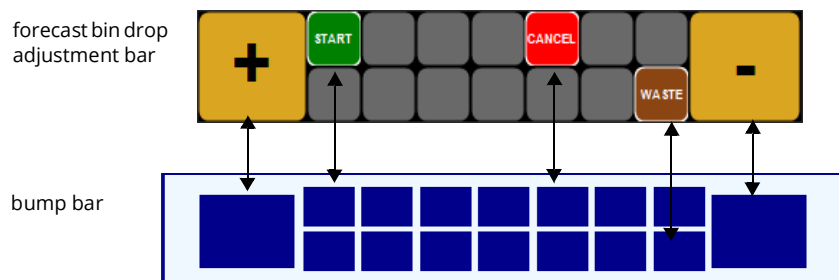 forecast bin drop
adjustment bar
+
START
CANCEL
WASTE
-
bump bar